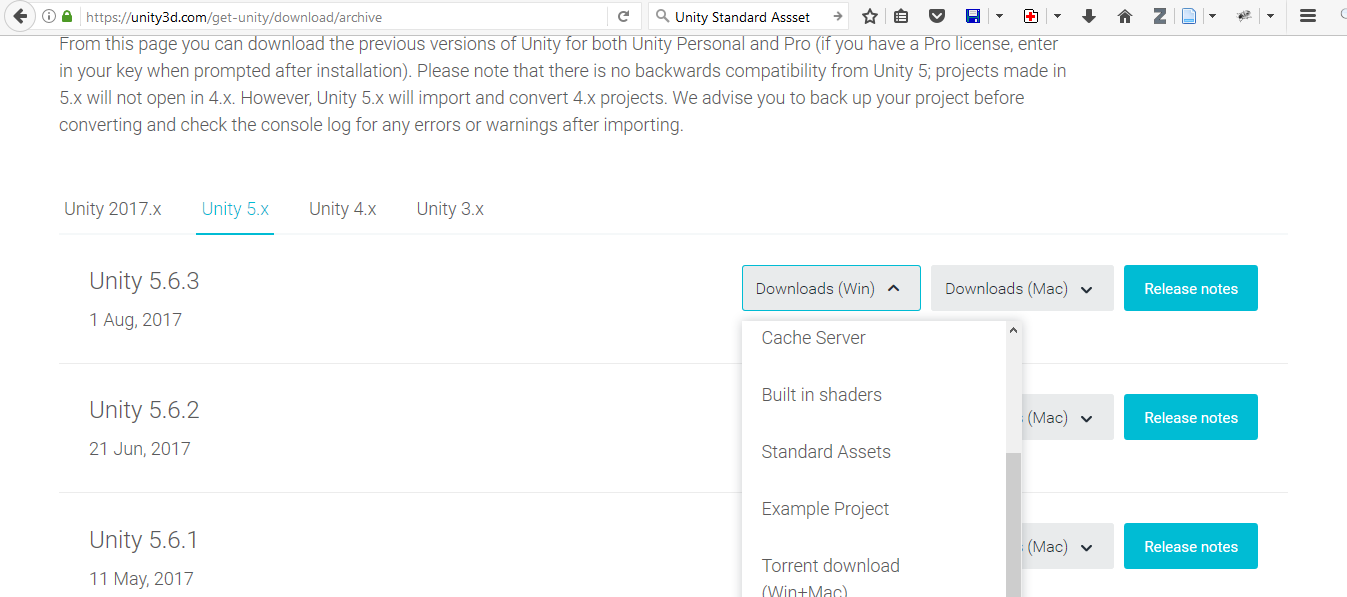 https://unity3d.com/get-unity/download/archive
Unity Standard Assset
From this page you can download the previous versions of Unity for both Unity Personal and Pro (if you have a Pro license, enter
in your key when prompted after installation). Please note that there is no backwards compatibility from Unity 5; projects made in
5.x will not open in 4.x. However, Unity 5.x will import and convert 4.x projects. We advise you to back up your project before
converting and check the console log for any errors or warnings after importing.
Unity 2017.x Unity 5.x Unity 4.x Unity 3.x
Unity 5.6.3
1 Aug, 2017
Downloads (Win) Downloads (Mac) Release notes
Cache Server
Built in shaders
Standard Assets
Example Project
Torrent download
(Win+Mac)
Unity 5.6.2
21 Jun, 2017
(Mac) Release notes
Unity 5.6.1
11 May, 2017
(Mac) Release notes